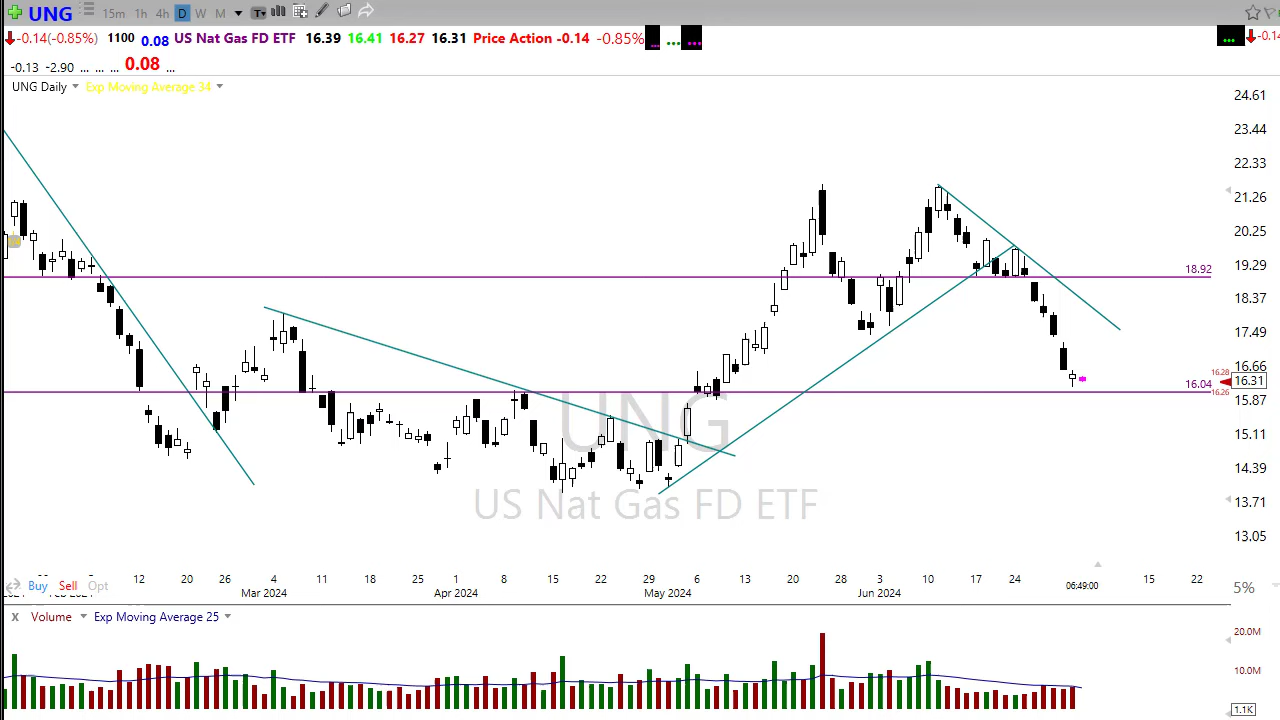 UNG 15m 1h 4h D W M T
-0.14(-0.85%) 1100 0.08 US Nat Gas FD ETF 16.39 16.41 16.27 16.31 Price Action -0.14 -0.85% ... ... ... ... -0.14
-0.13 -2.90 ... ... ... 0.08 ...
UNG Daily Exp Moving Average 34
24.61
23.44
22.33
21.26
20.25
19.29
18.92
18.37
17.49
16.66
16.28
16.31
16.04
16.26
15.87
15.11
14.39
13.71
13.05
UNG
US Nat Gas FD ETF
12 20 26 4 11 18 25 1 8 15 22 29 6 13 20 28 3 10 17 24 15 22
Buy Sell Opt 06:49:00 5%
Mar 2024 Apr 2024 May 2024 Jun 2024
X Volume Exp Moving Average 25
20.0M
10.0M
1.1K